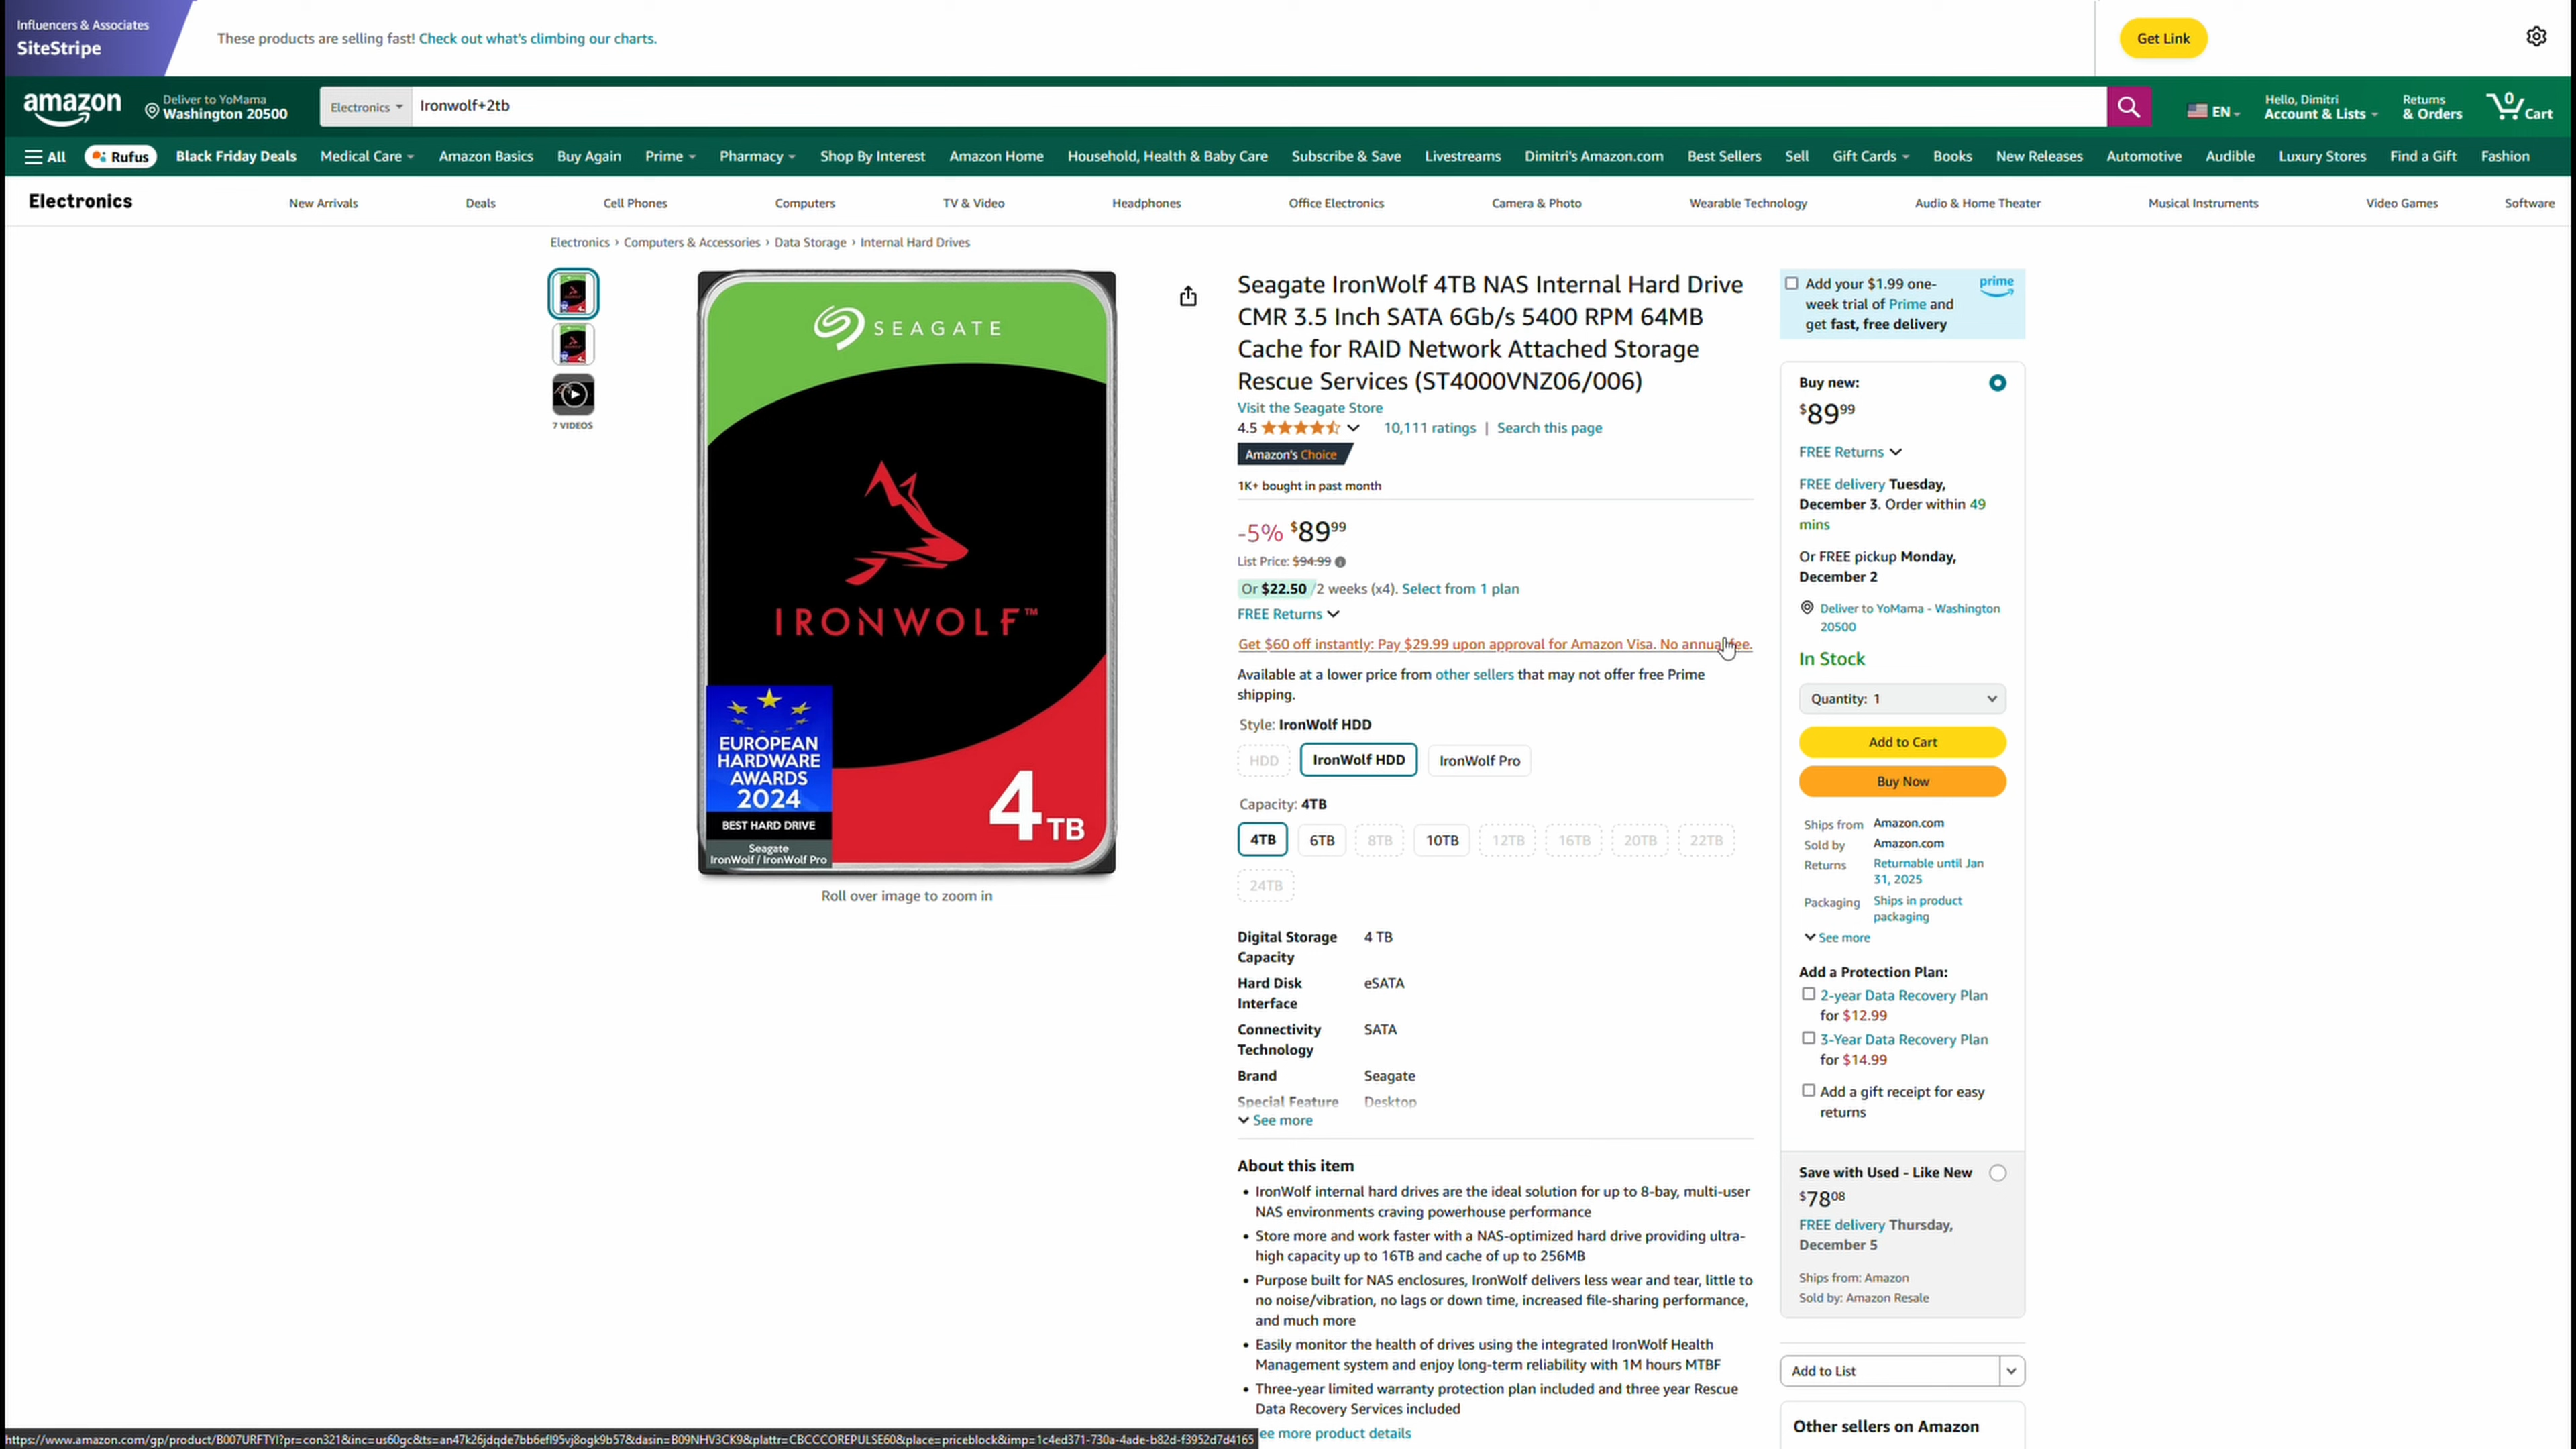 Influencers & Associates
SiteStripe
These products are selling fast! Check out what's climbing our charts.
Get Link
amazon
Deliver to YoMama
Washington 20500
Electronics
Ironwolf+2tb
EN
Hello, Dimitri
Account & Lists
Returns
& Orders
0
Cart
All
Rufus
Black Friday Deals
Medical Care
Amazon Basics
Buy Again
Prime
Pharmacy
Shop By Interest
Amazon Home
Household, Health & Baby Care
Subscribe & Save
Livestreams
Dimitri's Amazon.com
Best Sellers
Sell
Gift Cards
Books
New Releases
Automotive
Audible
Luxury Stores
Find a Gift
Fashion
Electronics
New Arrivals
Deals
Cell Phones
Computers
TV & Video
Headphones
Office Electronics
Camera & Photo
Wearable Technology
Audio & Home Theater
Musical Instruments
Video Games
Software
Electronics › Computers & Accessories › Data Storage › Internal Hard Drives
7 VIDEOS
SEAGATE
IRONWOLF™
EUROPEAN
HARDWARE
AWARDS
2024
BEST HARD DRIVE
Seagate
IronWolf / IronWolf Pro
4 TB
Roll over image to zoom in
Seagate IronWolf 4TB NAS Internal Hard Drive
CMR 3.5 Inch SATA 6Gb/s 5400 RPM 64MB
Cache for RAID Network Attached Storage
Rescue Services (ST4000VNZ06/006)
Visit the Seagate Store
4.5
10,111 ratings | Search this page
Amazon's Choice
1K+ bought in past month
-5% $89 99
List Price: $94.99
Or $22.50 /2 weeks (x4). Select from 1 plan
FREE Returns
Get $60 off instantly: Pay $29.99 upon approval for Amazon Visa. No annual fee.
Available at a lower price from other sellers that may not offer free Prime
shipping.
Style: IronWolf HDD
HDD
IronWolf HDD
IronWolf Pro
Capacity: 4TB
4TB
6TB
8TB
10TB
12TB
16TB
20TB
22TB
24TB
Digital Storage Capacity 4 TB
Hard Disk Interface eSATA
Connectivity Technology SATA
Brand Seagate
Special Feature Desktop
See more
About this item
• IronWolf internal hard drives are the ideal solution for up to 8-bay, multi-user
NAS environments craving powerhouse performance
• Store more and work faster with a NAS-optimized hard drive providing ultra-
high capacity up to 16TB and cache of up to 256MB
• Purpose built for NAS enclosures, IronWolf delivers less wear and tear, little to
no noise/vibration, no lags or down time, increased file-sharing performance,
and much more
• Easily monitor the health of drives using the integrated IronWolf Health
Management system and enjoy long-term reliability with 1M hours MTBF
• Three-year limited warranty protection plan included and three year Rescue
Data Recovery Services included
ee more product details
Add your $1.99 one-
week trial of Prime and
get fast, free delivery
prime
Buy new:
$89 99
FREE Returns
FREE delivery Tuesday,
December 3. Order within 49
mins
Or FREE pickup Monday,
December 2
Deliver to YoMama - Washington
20500
In Stock
Quantity: 1
Add to Cart
Buy Now
Ships from Amazon.com
Sold by Amazon.com
Returns Returnable until Jan
31, 2025
Packaging Ships in product
packaging
See more
Add a Protection Plan:
2-year Data Recovery Plan
for $12.99
3-Year Data Recovery Plan
for $14.99
Add a gift receipt for easy
returns
Save with Used - Like New
$78 08
FREE delivery Thursday,
December 5
Ships from: Amazon
Sold by: Amazon Resale
Add to List
Other sellers on Amazon